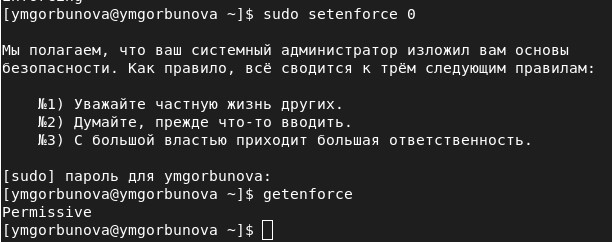 [ymgorbunova@ymgorbunova ~]$ sudo setenforce 0
Мы полагаем, что ваш системный администратор изложил вам основы
безопасности. Как правило, всё сводится к трём следующим правилам:
№1) Уважайте частную жизнь других.
№2) Думайте, прежде что-то вводить.
№3) С большой властью приходит большая ответственность.
[sudo] пароль для ymgorbunova:
[ymgorbunova@ymgorbunova ~]$ getenforce
Permissive
[ymgorbunova@ymgorbunova ~]$